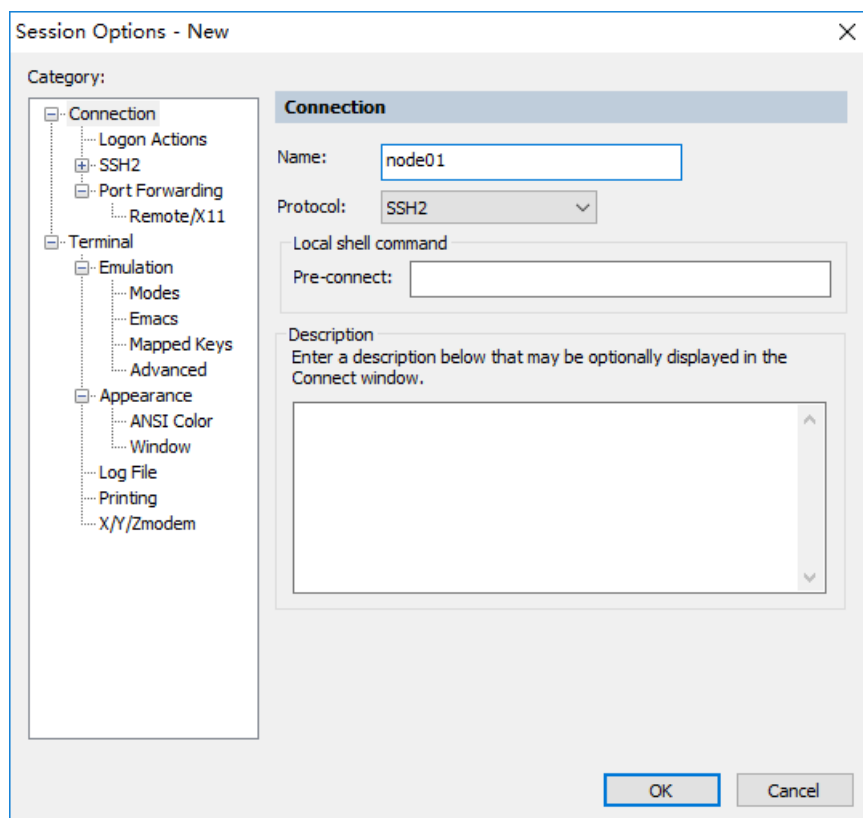 Session Options - New
Category:
Connection
Logon Actions
SSH2
Port Forwarding
Remote/X11
Terminal
Emulation
Modes
Emacs
Mapped Keys
Advanced
Appearance
ANSI Color
Window
Log File
Printing
X/Y/Zmodem
Connection
Name: node01
Protocol: SSH2
Local shell command
Pre-connect:
Description
Enter a description below that may be optionally displayed in the
Connect window.
OK Cancel